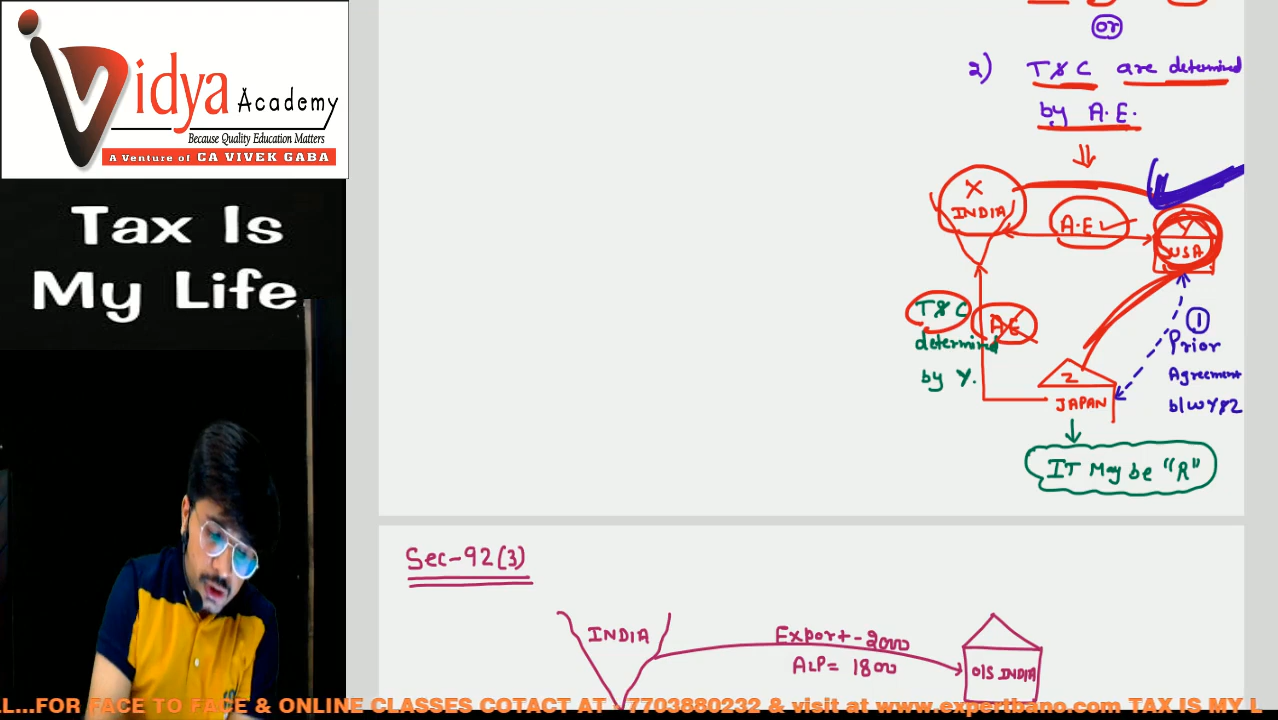 Vidya Academy
Because Quality Education Matters
A Venture of CA VIVEK GABA
Tax Is
My Life
or
2) T&C are determined
by A.E.
X
INDIA
A.E
Y
USA
T&C
determined
by Y.
A.E
1
Prior
Agreement
b/w Y&Z
Z
JAPAN
IT May be "R"
Sec-92(3)
INDIA
Export-2000
ALP= 1800
O/S INDIA
L...FOR FACE TO FACE & ONLINE CLASSES COTACT AT - 7703880232 & visit at www.expertbano.com TAX IS MY L